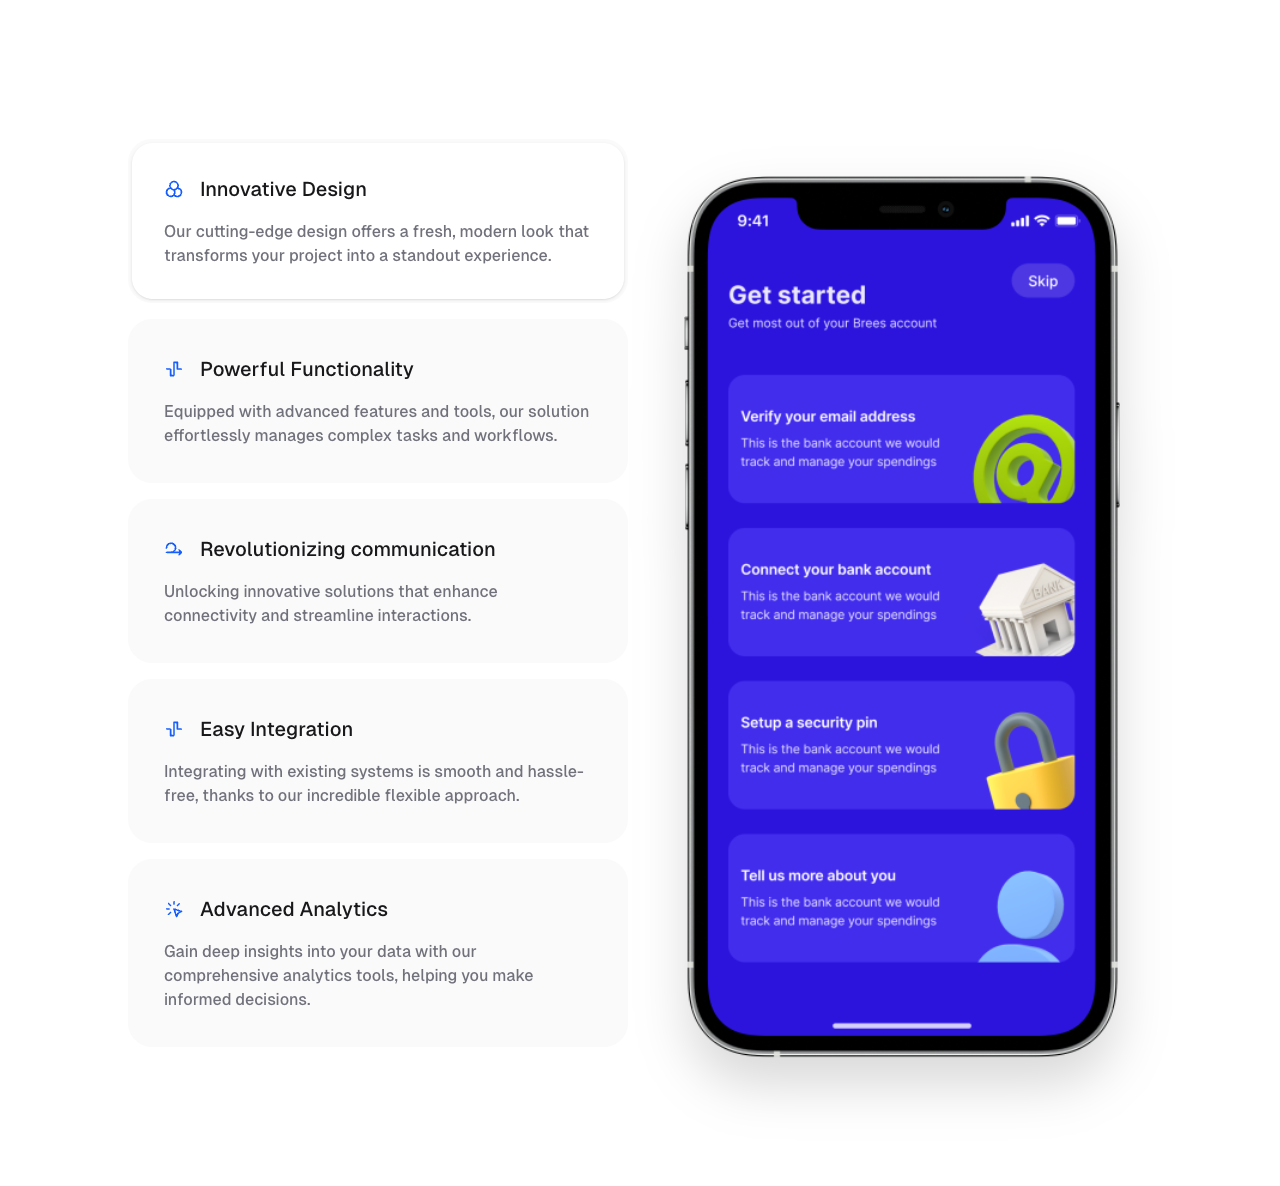 Innovative Design
Our cutting-edge design offers a fresh, modern look that
transforms your project into a standout experience.
Powerful Functionality
Equipped with advanced features and tools, our solution
effortlessly manages complex tasks and workflows.
Revolutionizing communication
Unlocking innovative solutions that enhance
connectivity and streamline interactions.
Easy Integration
Integrating with existing systems is smooth and hassle-
free, thanks to our incredible flexible approach.
Advanced Analytics
Gain deep insights into your data with our
comprehensive analytics tools, helping you make
informed decisions.
9:41
Skip
Get started
Get most out of your Brees account
Verify your email address
This is the bank account we would
track and manage your spendings
Connect your bank account
This is the bank account we would
track and manage your spendings
BANK
Setup a security pin
This is the bank account we would
track and manage your spendings
Tell us more about you
This is the bank account we would
track and manage your spendings